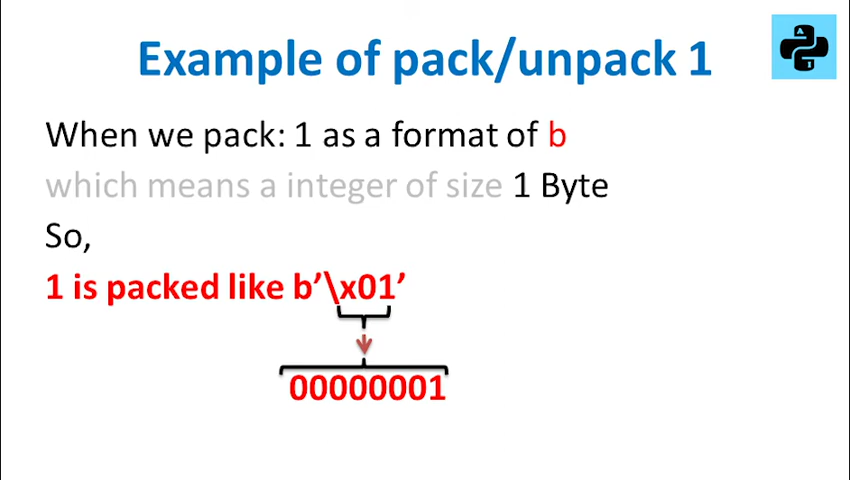 Example of pack/unpack 1
A
T
When we pack: 1 as a format of b
which means a integer of size 1 Byte
So,
1 is packed like b’\x01’
00000001